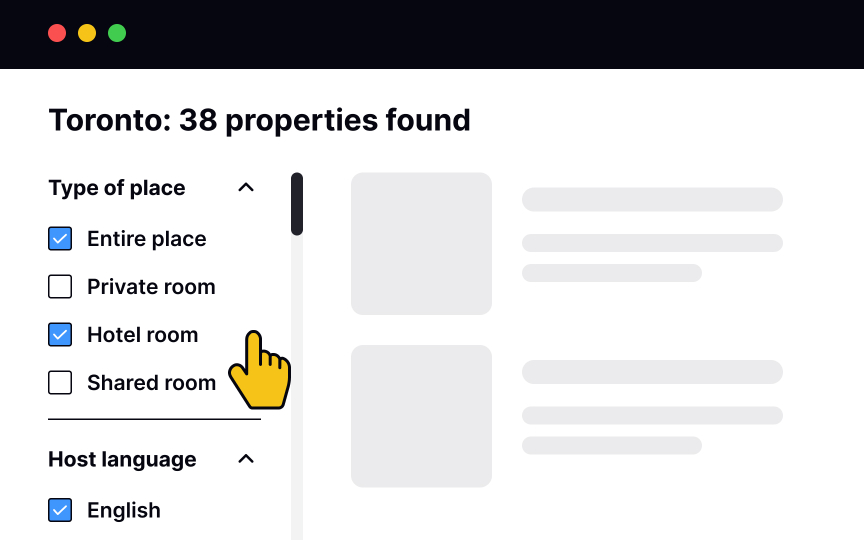 Toronto: 38 properties found
Type of place
Entire place
Private room
Hotel room
Shared room
Host language
English